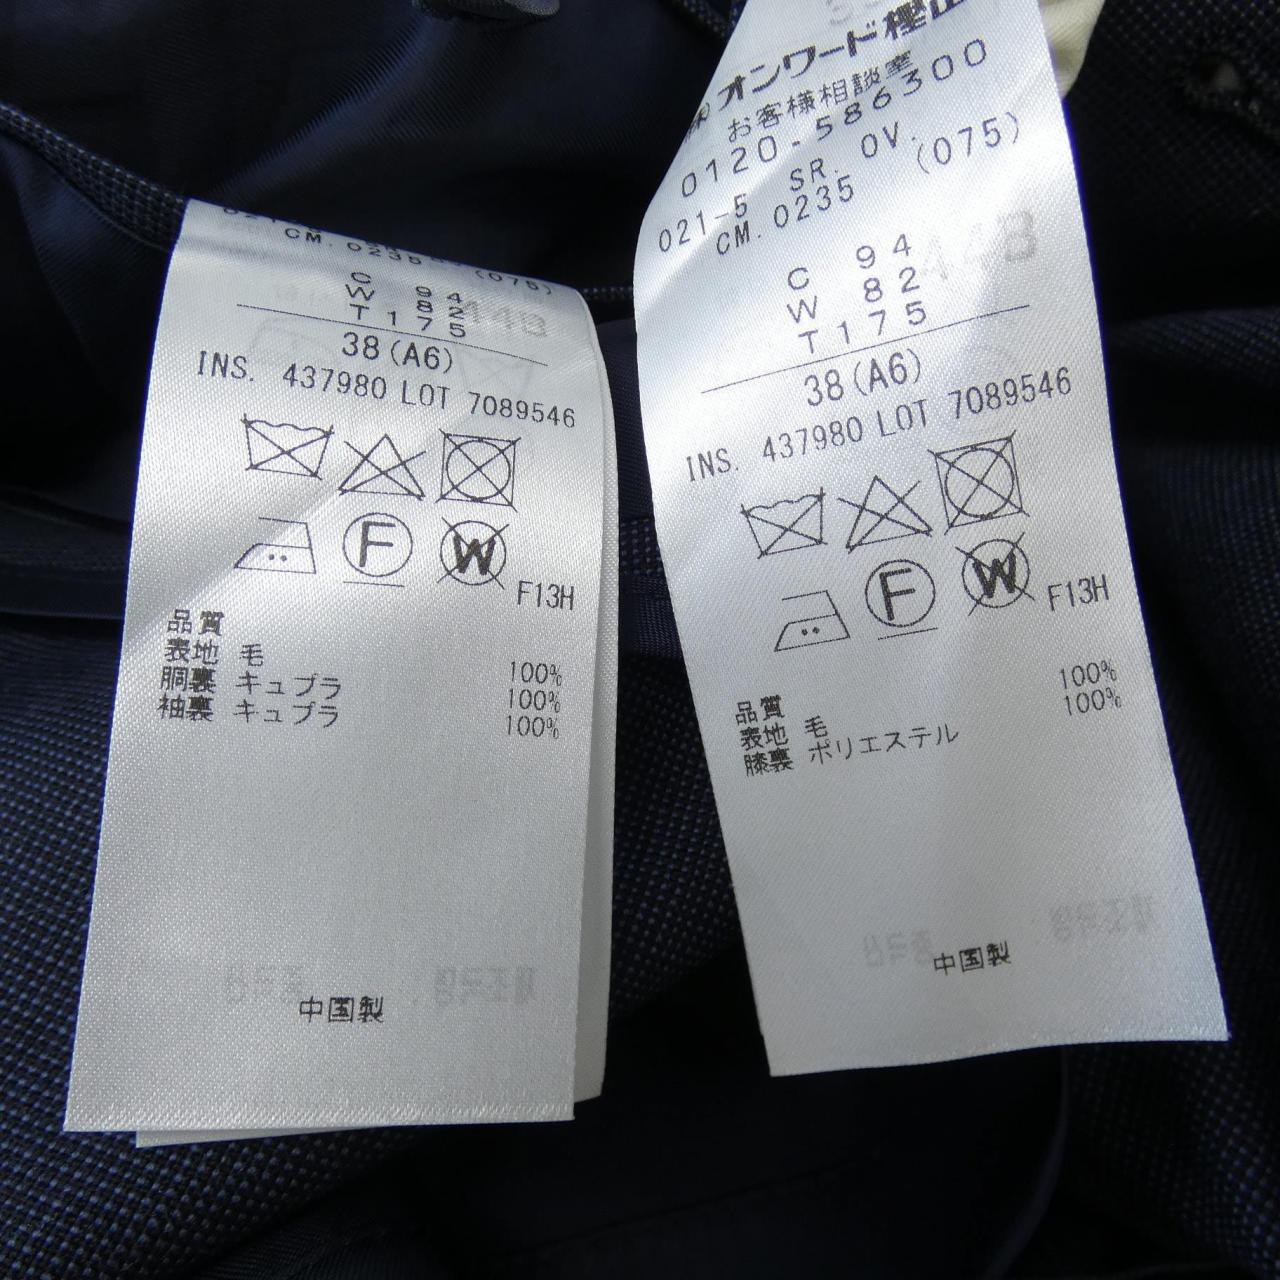 CM. 0235 (075)
C 94
W 82
T 175
38(A6)
INS. 437980 LOT 7089546
F
W
F13H
品質
表地 毛 100%
胴裏 キュプラ 100%
袖裏 キュプラ 100%
中国製
㈱オンワード樫山
お客様相談室
0120-586300
021-5 SR. OV.
CM. 0235 (075)
C 94
W 82
T 175
38(A6)
INS. 437980 LOT 7089546
F
W
F13H
品質
表地 毛 100%
膝裏 ポリエステル 100%
中国製